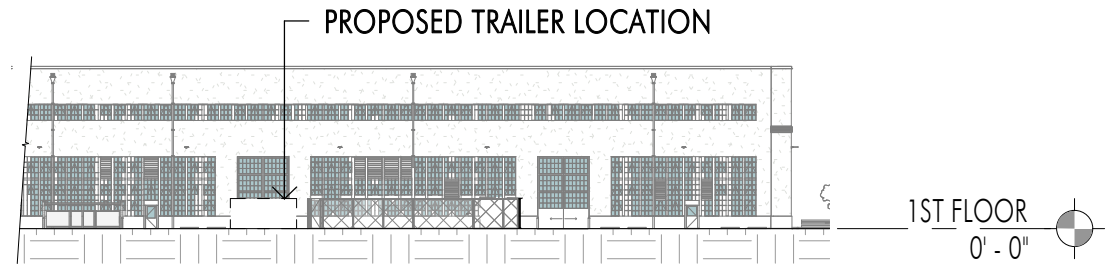 PROPOSED TRAILER LOCATION
1ST FLOOR
0' - 0"